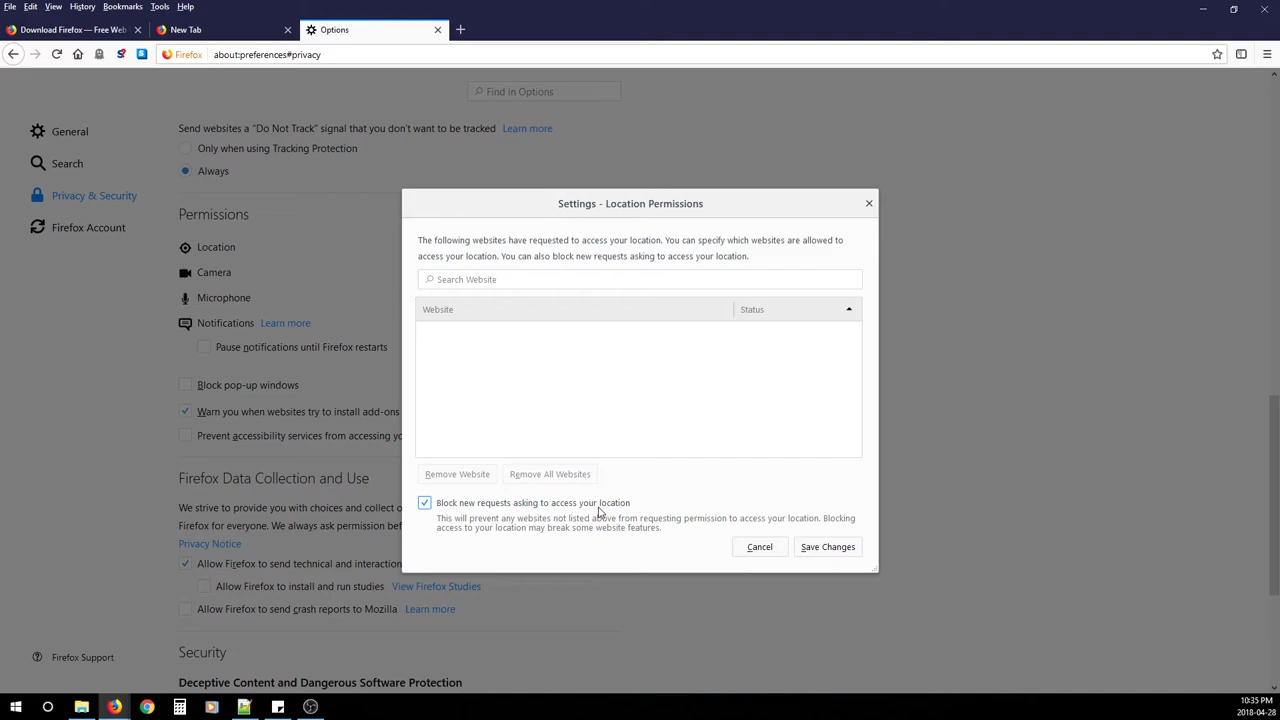 File Edit View History Bookmarks Tools Help
Download Firefox — Free Web
New Tab
Options
Firefox about:preferences#privacy
Find in Options
General
Search
Privacy & Security
Firefox Account
Firefox Support
Send websites a "Do Not Track" signal that you don't want to be tracked Learn more
Only when using Tracking Protection
Always
Permissions
Location
Camera
Microphone
Notifications Learn more
Pause notifications until Firefox restarts
Block pop-up windows
Warn you when websites try to install add-ons
Prevent accessibility services from accessing yo
Firefox Data Collection and Use
We strive to provide you with choices and collect o
Firefox for everyone. We always ask permission bef
Privacy Notice
Allow Firefox to send technical and interaction
Allow Firefox to install and run studies View Firefox Studies
Allow Firefox to send crash reports to Mozilla Learn more
Security
Deceptive Content and Dangerous Software Protection
Settings - Location Permissions
The following websites have requested to access your location. You can specify which websites are allowed to
access your location. You can also block new requests asking to access your location.
Search Website
Website Status
Remove Website Remove All Websites
Block new requests asking to access your location
This will prevent any websites not listed above from requesting permission to access your location. Blocking
access to your location may break some website features.
Cancel Save Changes
10:35 PM
2018-04-28